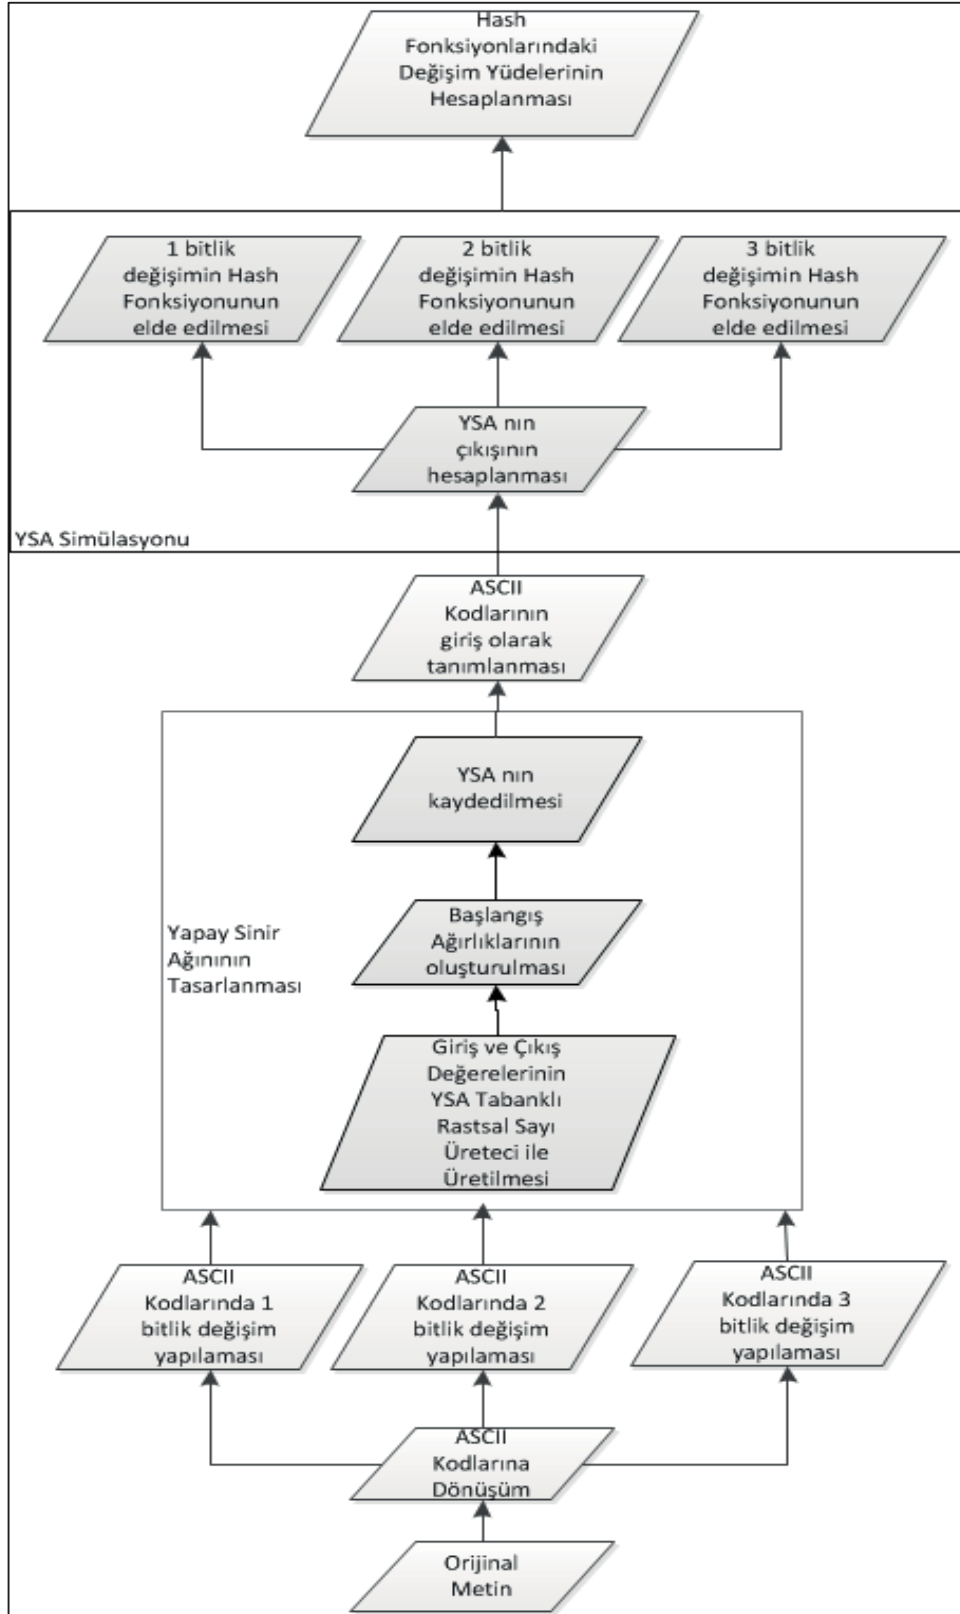 Hash
Fonksiyonlarındaki
Değişim Yüdelerinin
Hesaplanması
1 bitlik
değişimin Hash
Fonksiyonunun
elde edilmesi
2 bitlik
değişimin Hash
Fonksiyonunun
elde edilmesi
3 bitlik
değişimin Hash
Fonksiyonunun
elde edilmesi
YSA nın
çıkışının
hesaplanması
YSA Simülasyonu
ASCII
Kodlarının
giriş olarak
tanımlanması
YSA nın
kaydedilmesi
Başlangış
Ağırlıklarının
oluşturulması
Yapay Sinir
Ağınının
Tasarlanması
Giriş ve Çıkış
Değerelerinin
YSA Tabanklı
Rastsal Sayı
Üreteci ile
Üretilmesi
ASCII
Kodlarında 1
bitlik değişim
yapılaması
ASCII
Kodlarında 2
bitlik değişim
yapılaması
ASCII
Kodlarında 3
bitlik değişim
yapılaması
ASCII
Kodlarına
Dönüşüm
Orijinal
Metin